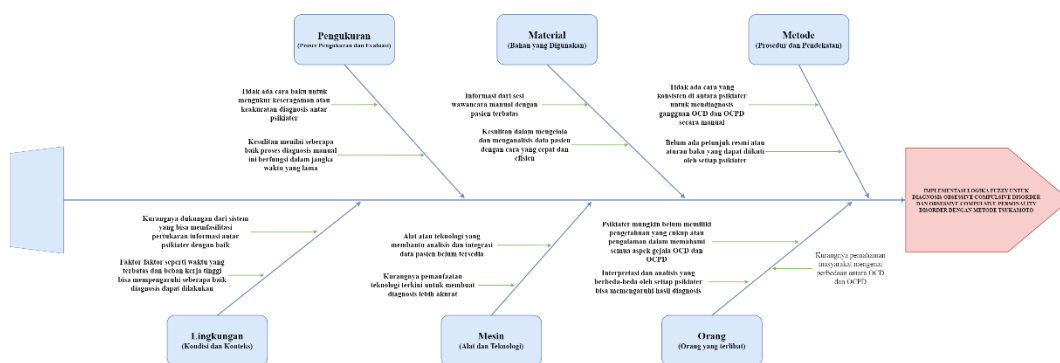 Pengukuran
(Proses Pengukuran dan Evaluasi)
Material
(Bahan yang Digunakan)
Metode
(Prosedur dan Pendekatan)
Tidak ada cara baku untuk
mengukur keseragaman atau
keakuratan diagnosis antar
psikiater
Kesulitan menilai seberapa
baik proses diagnosis manual
ini berfungsi dalam jangka
waktu yang lama
Informasi dari sesi
wawancara manual dengan
pasien terbatas
Kesulitan dalam mengelola
dan menganalisis data pasien
dengan cara yang cepat dan
efisien
Tidak ada cara yang
konsisten di antara psikiater
untuk mendiagnosis
gangguan OCD dan OCPD
secara manual
Belum ada petunjuk resmi atau
aturan baku yang dapat diikuti
oleh setiap psikiater
IMPLEMENTASI LOGIKA FUZZY UNTUK
DIAGNOSIS OBSESSIVE COMPULSIVE DISORDER
DAN OBSESSIVE COMPULSIVE PERSONALITY
DISORDER DENGAN METODE TSUKAMOTO
Kurangnya dukungan dari sistem
yang bisa memfasilitasi
pertukaran informasi antar
psikiater dengan baik
Faktor faktor seperti waktu yang
terbatas dan beban kerja tinggi
bisa mempengaruhi seberapa baik
diagnosis dapat dilakukan
Alat atau teknologi yang
membantu analisis dan integrasi
data pasien belum tersedia
Kurangnya pemanfaatan
teknologi terkini untuk membuat
diagnosis lebih akurat
Psikiater mungkin belum memiliki
pengetahuan yang cukup atau
pengalaman dalam memahami
semua aspek gejala OCD dan
OCPD
Interpretasi dan analisis yang
berbeda-beda oleh setiap psikiater
bisa memengaruhi hasil diagnosis
Kurangnya pemahaman
masyarakat mengenai
perbedaan antara OCD
dan OCPD
Lingkungan
(Kondisi dan Konteks)
Mesin
(Alat dan Teknologi)
Orang
(Orang yang terlibat)